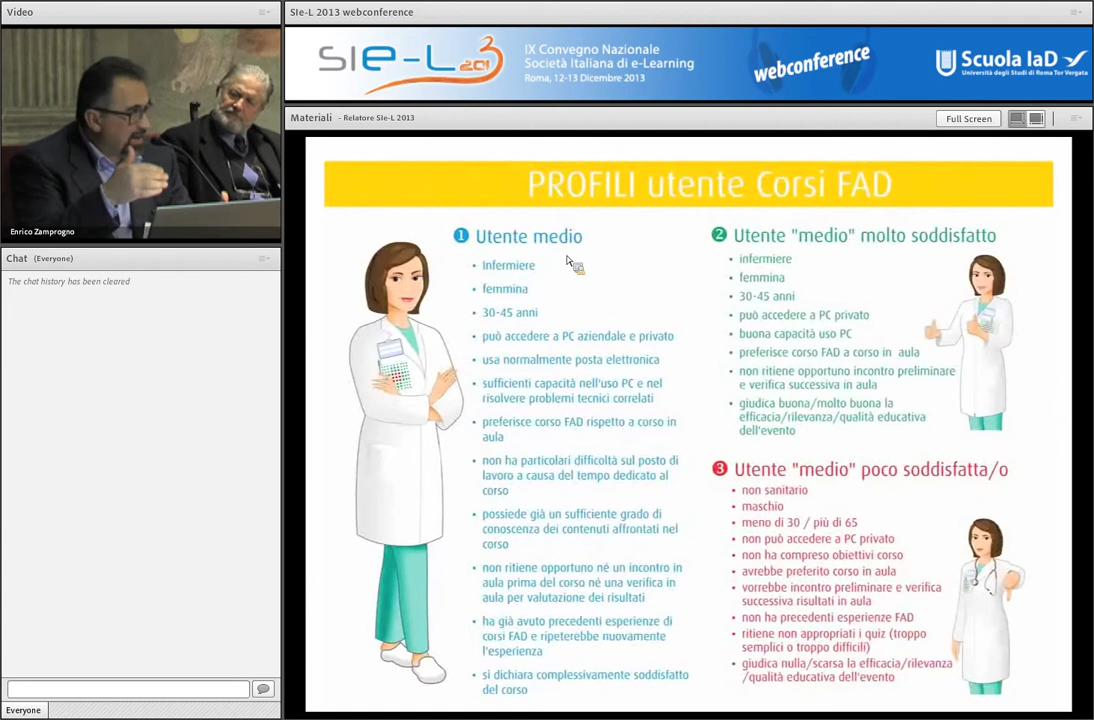 Video
SIe-L 2013 webconference
SIe-L 2013
IX Convegno Nazionale
Società Italiana di e-Learning
Roma, 12-13 Dicembre 2013
webconference
Scuola IaD
Università degli Studi di Roma Tor Vergata
Enrico Zamprogno
Chat (Everyone)
The chat history has been cleared
Everyone
Materiali - Relatore SIe-L 2013
Full Screen
PROFILI utente Corsi FAD
1 Utente medio
• Infermiere
• femmina
• 30-45 anni
• può accedere a PC aziendale e privato
• usa normalmente posta elettronica
• sufficienti capacità nell'uso PC e nel
risolvere problemi tecnici correlati
• preferisce corso FAD rispetto a corso in
aula
• non ha particolari difficoltà sul posto di
lavoro a causa del tempo dedicato al
corso
• possiede già un sufficiente grado di
conoscenza dei contenuti affrontati nel
corso
• non ritiene opportuno né un incontro in
aula prima del corso né una verifica in
aula per valutazione dei risultati
• ha già avuto precedenti esperienze di
corsi FAD e ripeterebbe nuovamente
l'esperienza
• si dichiara complessivamente soddisfatto
del corso
2 Utente "medio" molto soddisfatto
• infermiere
• femmina
• 30-45 anni
• può accedere a PC privato
• buona capacità uso PC
• preferisce corso FAD a corso in aula
• non ritiene opportuno incontro preliminare
e verifica successiva in aula
• giudica buona/molto buona la
efficacia/rilevanza/qualità educativa
dell'evento
3 Utente "medio" poco soddisfatta/o
• non sanitario
• maschio
• meno di 30 / più di 65
• non può accedere a PC privato
• non ha compreso obiettivi corso
• avrebbe preferito corso in aula
• vorrebbe incontro preliminare e verifica
successiva risultati in aula
• non ha precedenti esperienze FAD
• ritiene non appropriati i quiz (troppo
semplici o troppo difficili)
• giudica nulla/scarsa la efficacia/rilevanza
/qualità educativa dell'evento